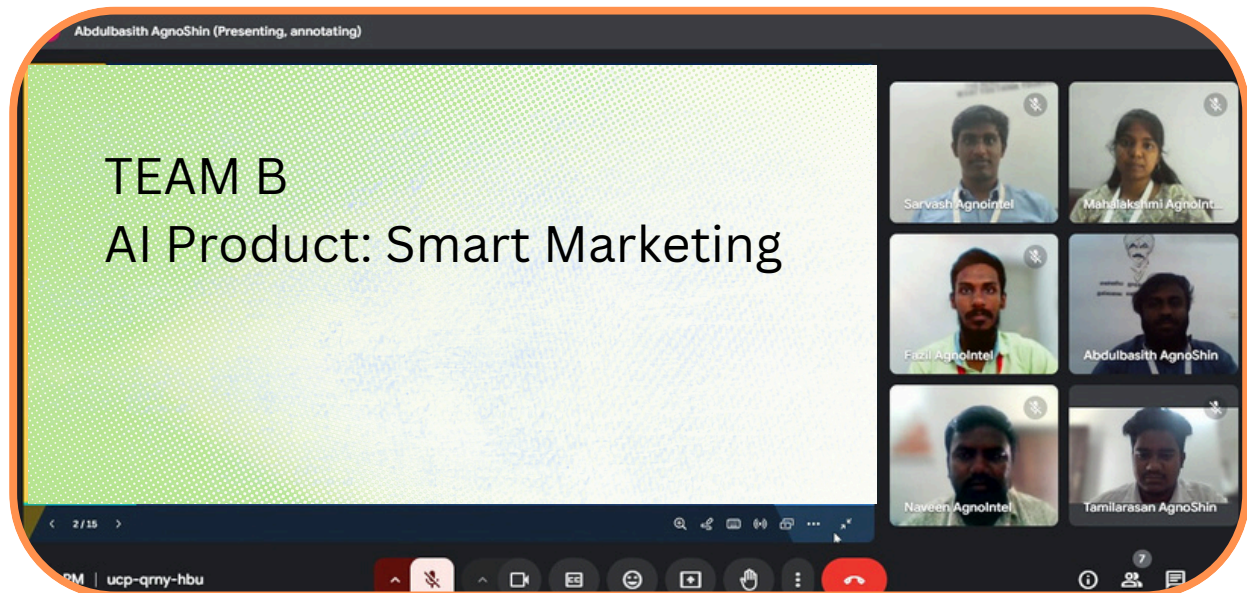 Abdulbasith AgnoShin (Presenting, annotating)
TEAM B
AI Product: Smart Marketing
Sarvash Agnointel
Mahalakshmi AgnoInt...
Fazil AgnoIntel
Abdulbasith AgnoShin
Naveen AgnoIntel
Tamilarasan AgnoShin
2/15
PM | ucp-qrny-hbu
7